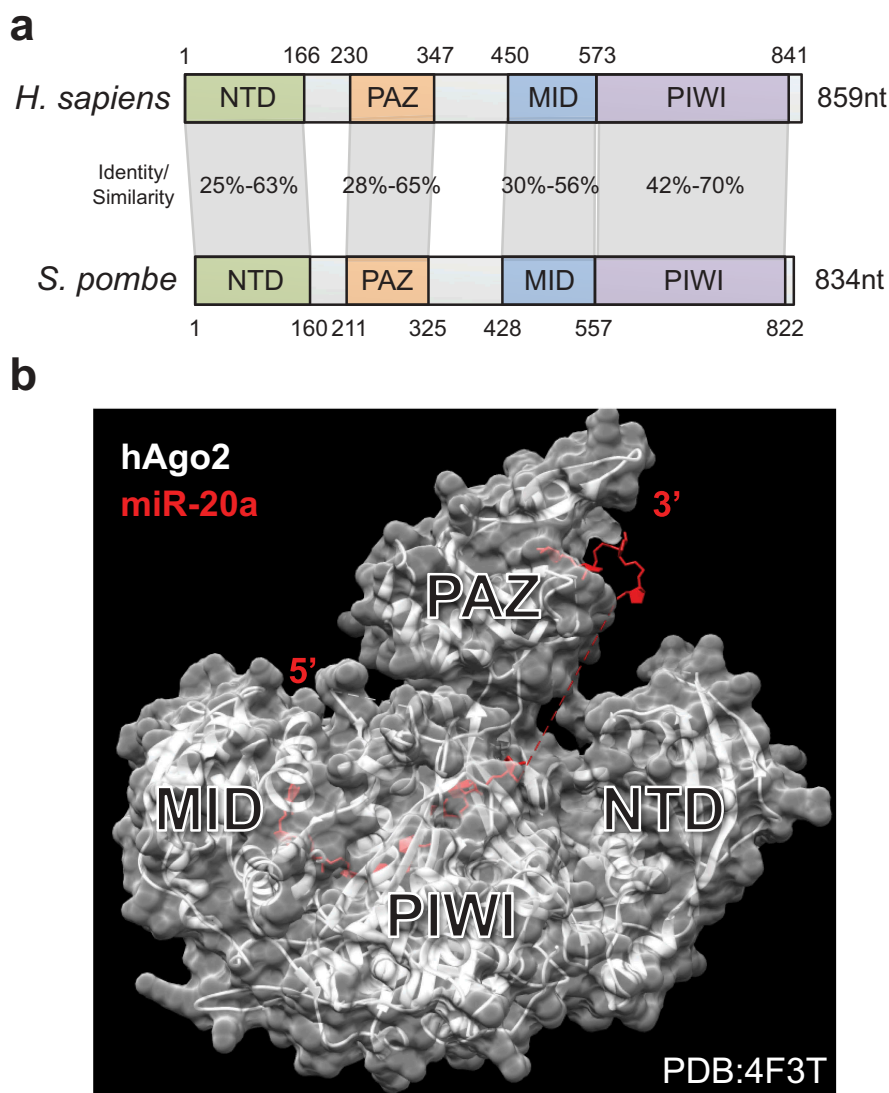 a
1 166 230 347 450 573 841
H. sapiens NTD PAZ MID PIWI 859nt
Identity/
Similarity
25%-63% 28%-65% 30%-56% 42%-70%
S. pombe NTD PAZ MID PIWI 834nt
1 160 211 325 428 557 822
b
hAgo2
miR-20a
3’
PAZ
5’
MID
NTD
PIWI
PDB:4F3T